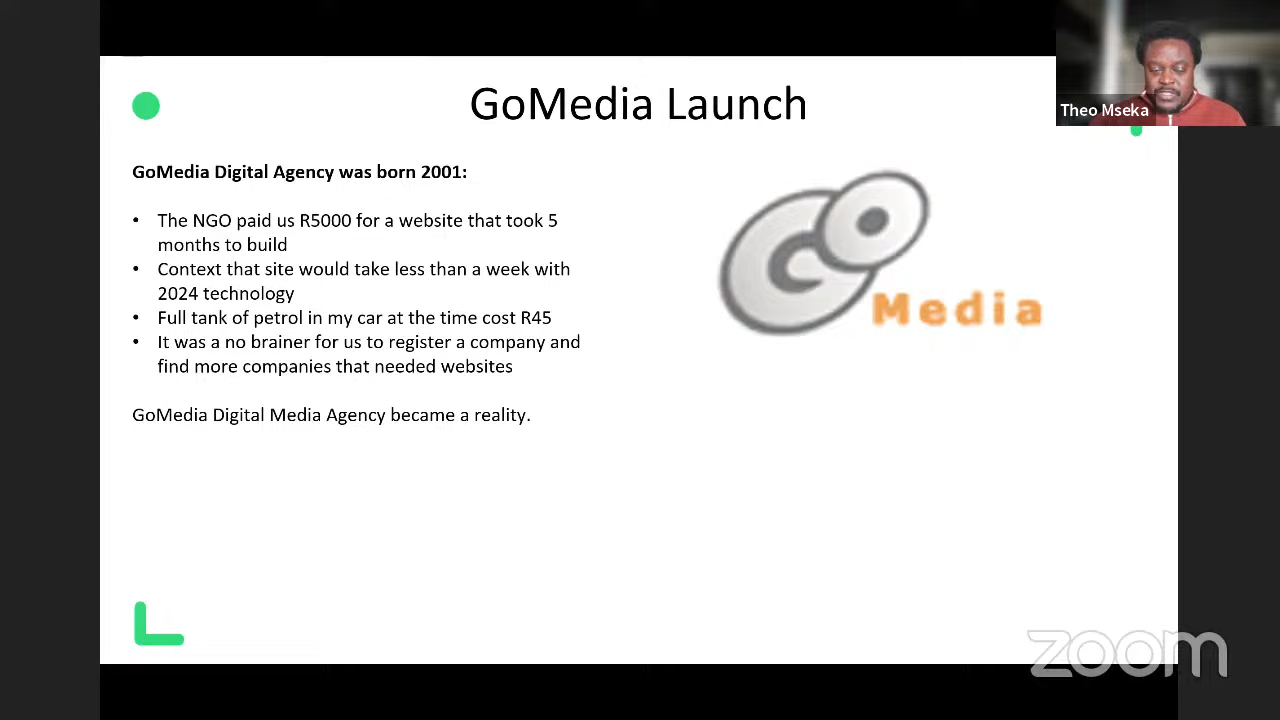 GoMedia Launch
Theo Mseka
GoMedia Digital Agency was born 2001:
• The NGO paid us R5000 for a website that took 5
months to build
• Context that site would take less than a week with
2024 technology
• Full tank of petrol in my car at the time cost R45
• It was a no brainer for us to register a company and
find more companies that needed websites
GoMedia Digital Media Agency became a reality.
Go
Media
zoom